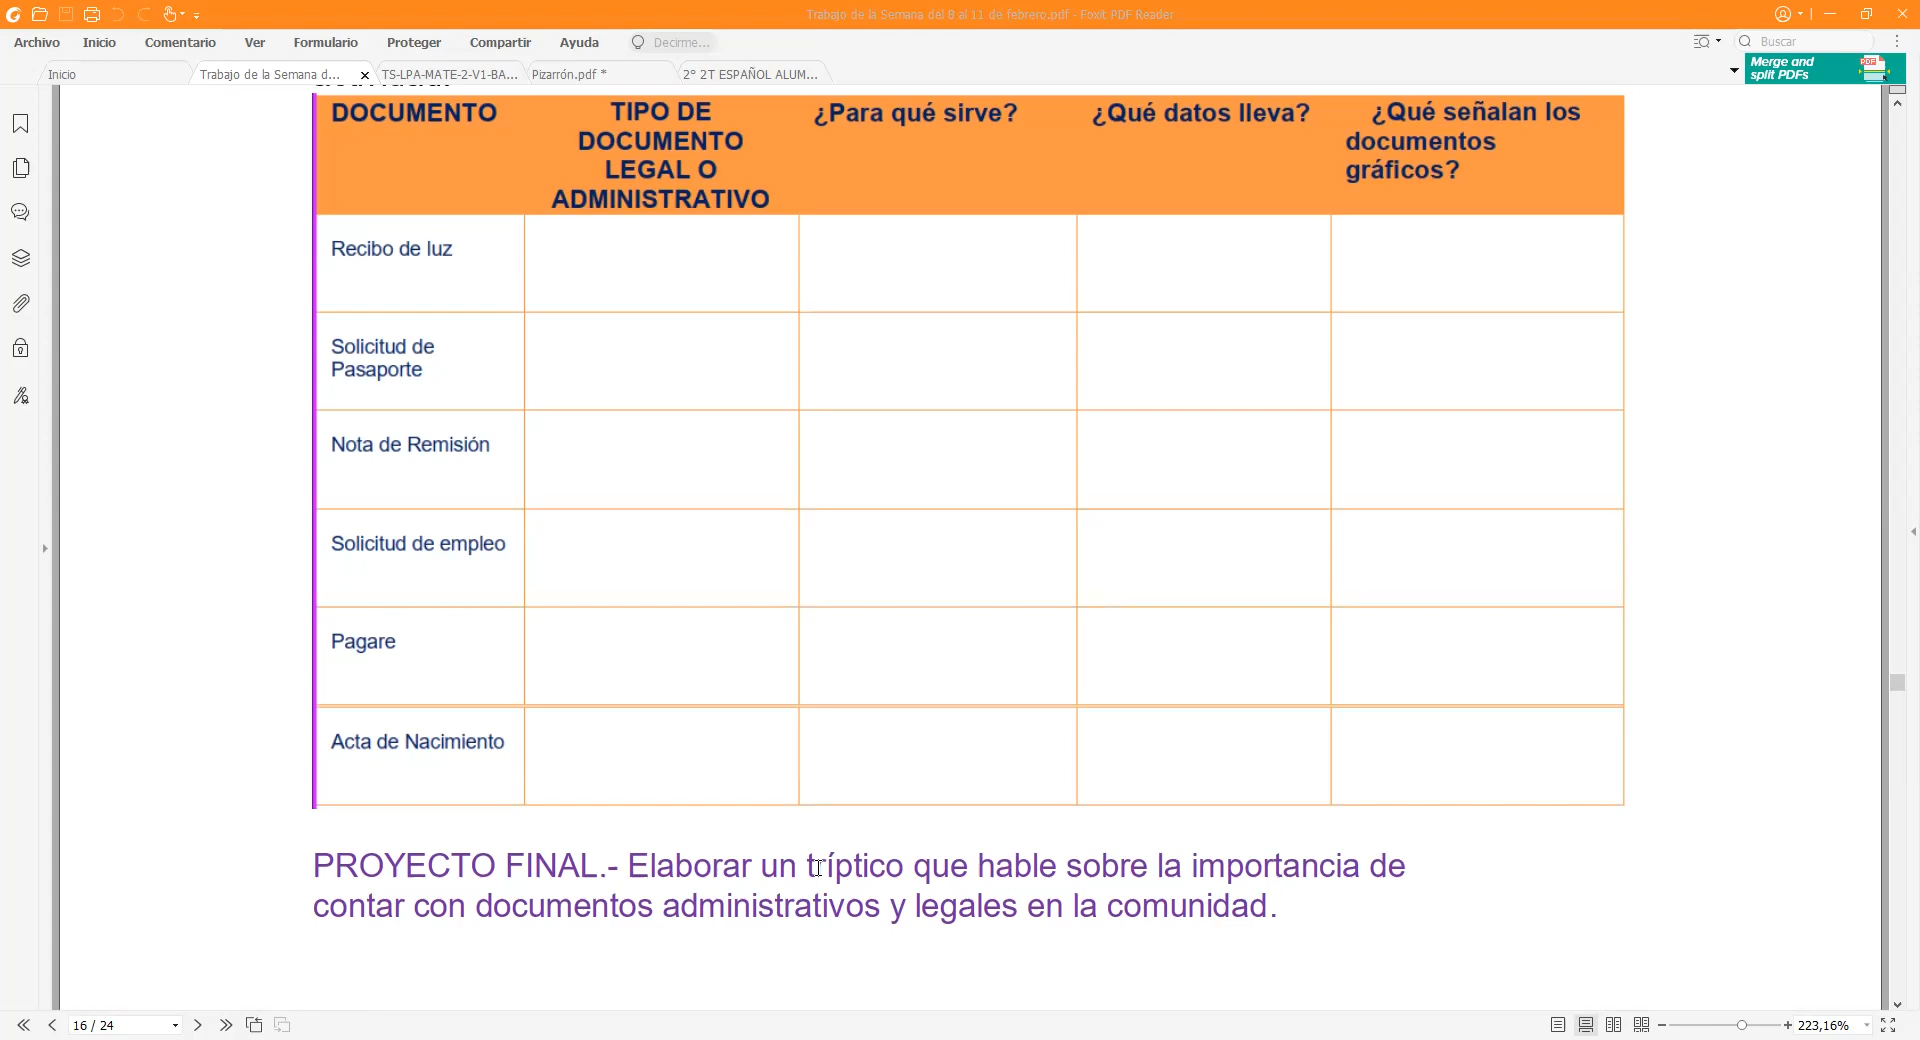 Trabajo de la Semana del 8 al 11 de febrero.pdf - Foxit PDF Reader
Archivo Inicio Comentario Ver Formulario Proteger Compartir Ayuda Decirme... Buscar
Inicio Trabajo de la Semana d... TS-LPA-MATE-2-V1-BA... Pizarrón.pdf * 2° 2T ESPAÑOL ALUM...
Merge and
split PDFs
PDF
DOCUMENTO
TIPO DE
DOCUMENTO
LEGAL O
ADMINISTRATIVO
¿Para qué sirve?
¿Qué datos lleva?
¿Qué señalan los
documentos
gráficos?
Recibo de luz
Solicitud de
Pasaporte
Nota de Remisión
Solicitud de empleo
Pagare
Acta de Nacimiento
PROYECTO FINAL.- Elaborar un tríptico que hable sobre la importancia de
contar con documentos administrativos y legales en la comunidad.
16 / 24
223,16%